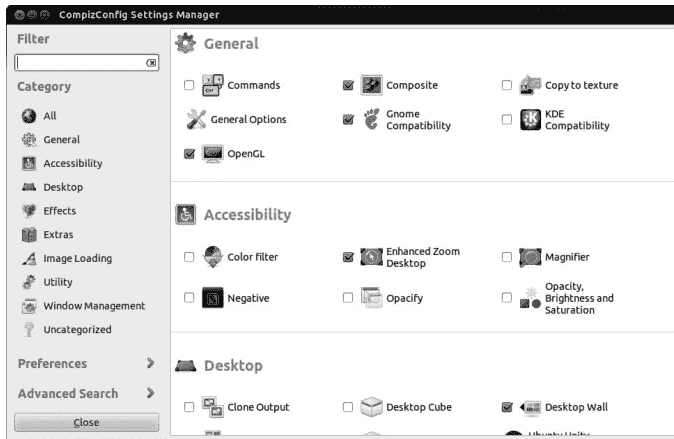 CompizConfig Settings Manager
Filter
Category
All
General
Accessibility
Desktop
Effects
Extras
Image Loading
Utility
Window Management
Uncategorized
Preferences
Advanced Search
Close
General
Commands
Composite
Copy to texture
General Options
Gnome
Compatibility
KDE
Compatibility
OpenGL
Accessibility
Color filter
Enhanced Zoom
Desktop
Magnifier
Negative
Opacify
Opacity,
Brightness and
Saturation
Desktop
Clone Output
Desktop Cube
Desktop Wall
Ubuntu Unity